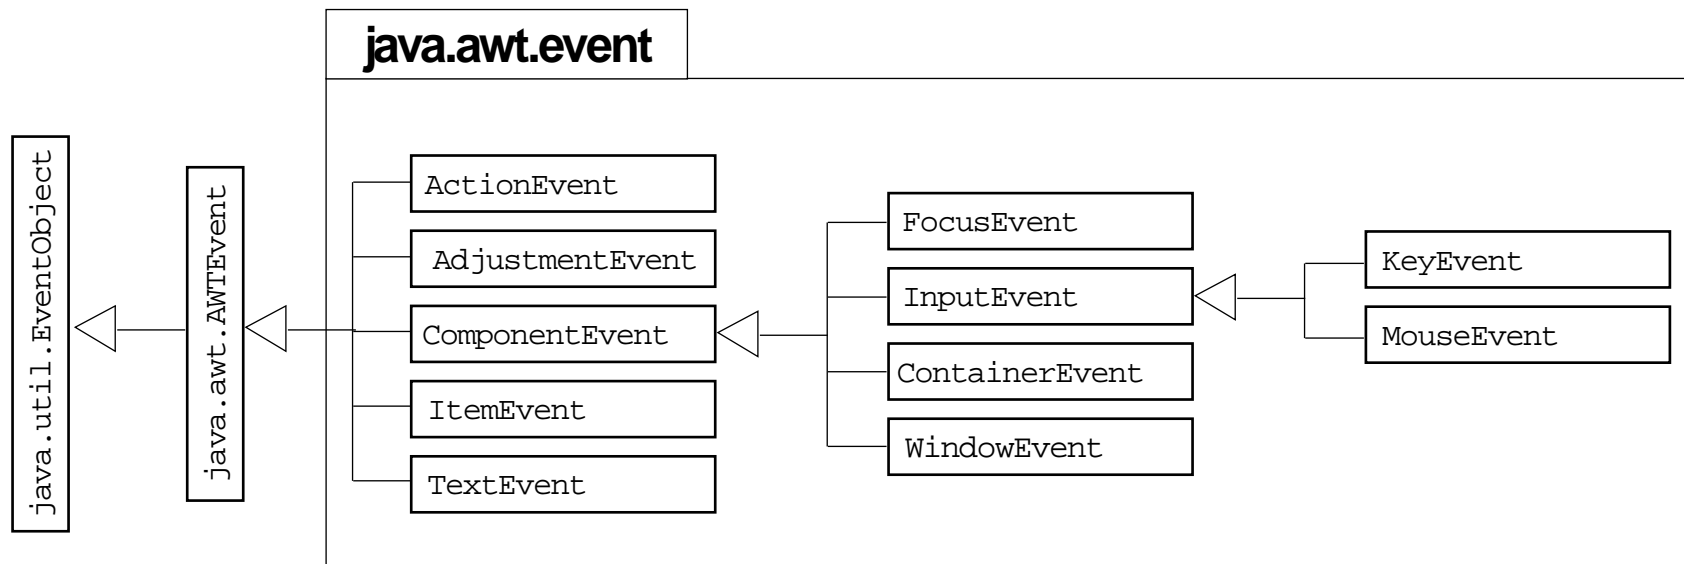 java.awt.event
java.util.EventObject
java.awt.AWTEvent
ActionEvent
AdjustmentEvent
ComponentEvent
ItemEvent
TextEvent
FocusEvent
InputEvent
ContainerEvent
WindowEvent
KeyEvent
MouseEvent